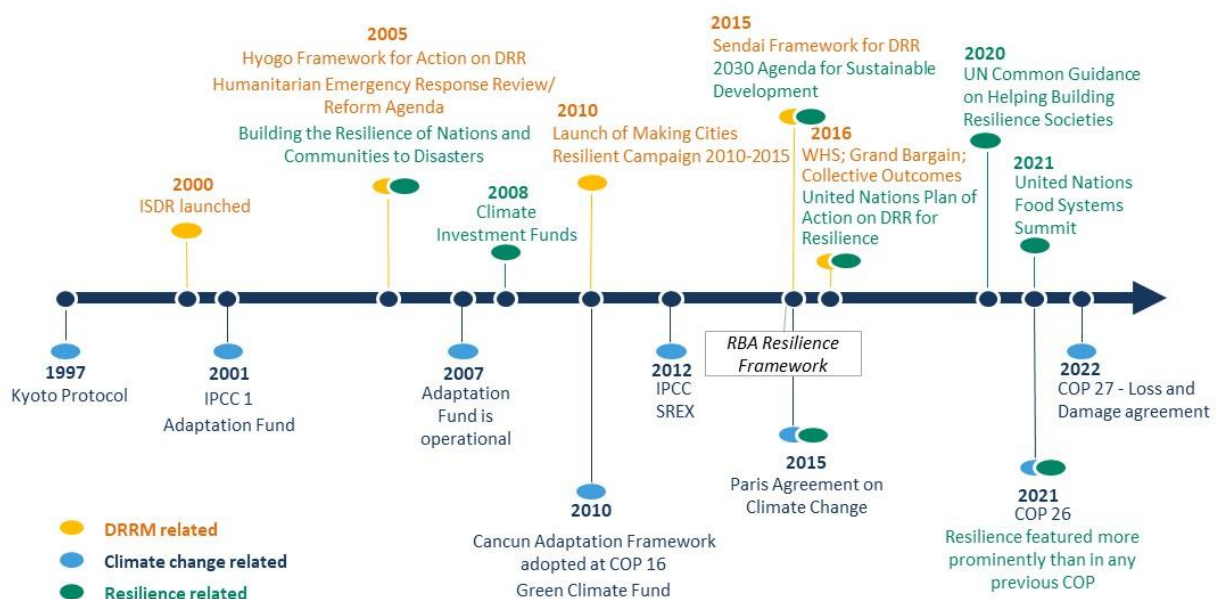 2005
Hyogo Framework for Action on DRR
Humanitarian Emergency Response Review/
Reform Agenda
Building the Resilience of Nations and
Communities to Disasters
2000
ISDR launched
2008
Climate
Investment Funds
2010
Launch of Making Cities
Resilient Campaign 2010-2015
2015
Sendai Framework for DRR
2030 Agenda for Sustainable
Development
2016
WHS; Grand Bargain;
Collective Outcomes
United Nations Plan of
Action on DRR for
Resilience
2020
UN Common Guidance
on Helping Building
Resilience Societies
2021
United Nations
Food Systems
Summit
1997
Kyoto Protocol
2001
IPCC 1
Adaptation Fund
2007
Adaptation
Fund is
operational
2010
Cancun Adaptation Framework
adopted at COP 16
Green Climate Fund
2012
IPCC
SREX
RBA Resilience
Framework
2015
Paris Agreement on
Climate Change
2022
COP 27 - Loss and
Damage agreement
2021
COP 26
Resilience featured more
prominently than in any
previous COP
DRRM related
Climate change related
Resilience related